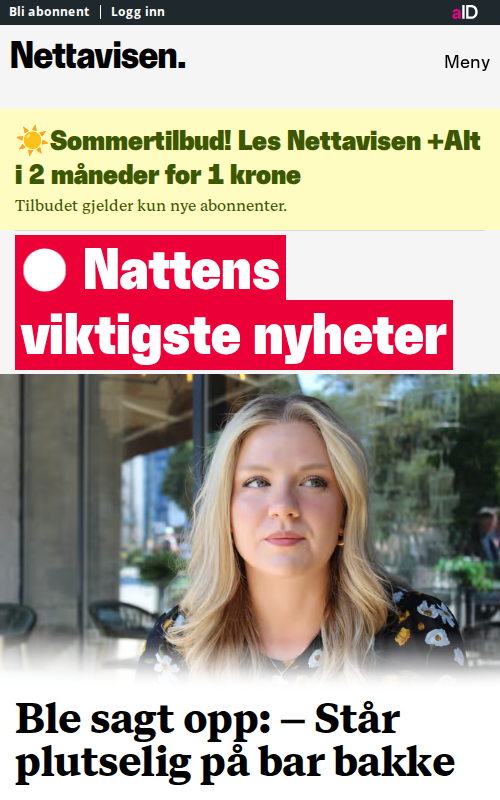 Bli abonnent
Logg inn
aID
Nettavisen.
Meny
☀️Sommertilbud! Les Nettavisen +Alt
i 2 måneder for 1 krone
Tilbudet gjelder kun nye abonnenter.
Nattens
viktigste nyheter
Ble sagt opp: – Står
plutselig på bar bakke